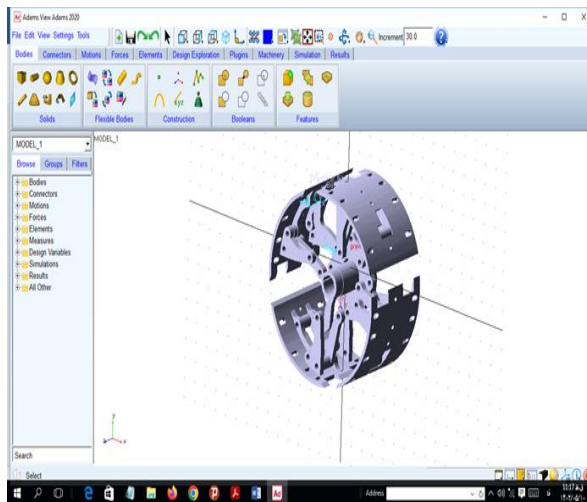 Adams View Adams 2020
File Edit View Settings Tools
Increment 30.0
Bodies Connectors Motions Forces Elements Design Exploration Plugins Machinery Simulation Results
Solids Flexible Bodies Construction Booleans Features
MODEL_1
MODEL_1
Browse Groups Filters
Bodies
Connectors
Motions
Forces
Elements
Measures
Design Variables
Simulations
Results
All Other
Search
Select
Address